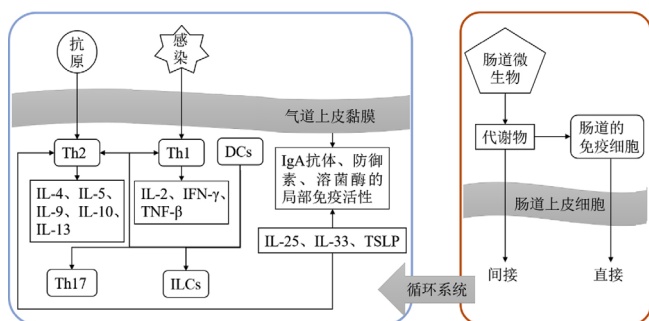 抗
原
感
染
气道上皮黏膜
Th2
Th1
DCs
IL-4、IL-5、
IL-9、IL-10、
IL-13
IL-2、IFN-γ、
TNF-β
IgA抗体、防御
素、溶菌酶的
局部免疫活性
IL-25、IL-33、TSLP
Th17
ILCs
循环系统
肠道微
生物
代谢物
肠道的
免疫细胞
肠道上皮细胞
间接
直接